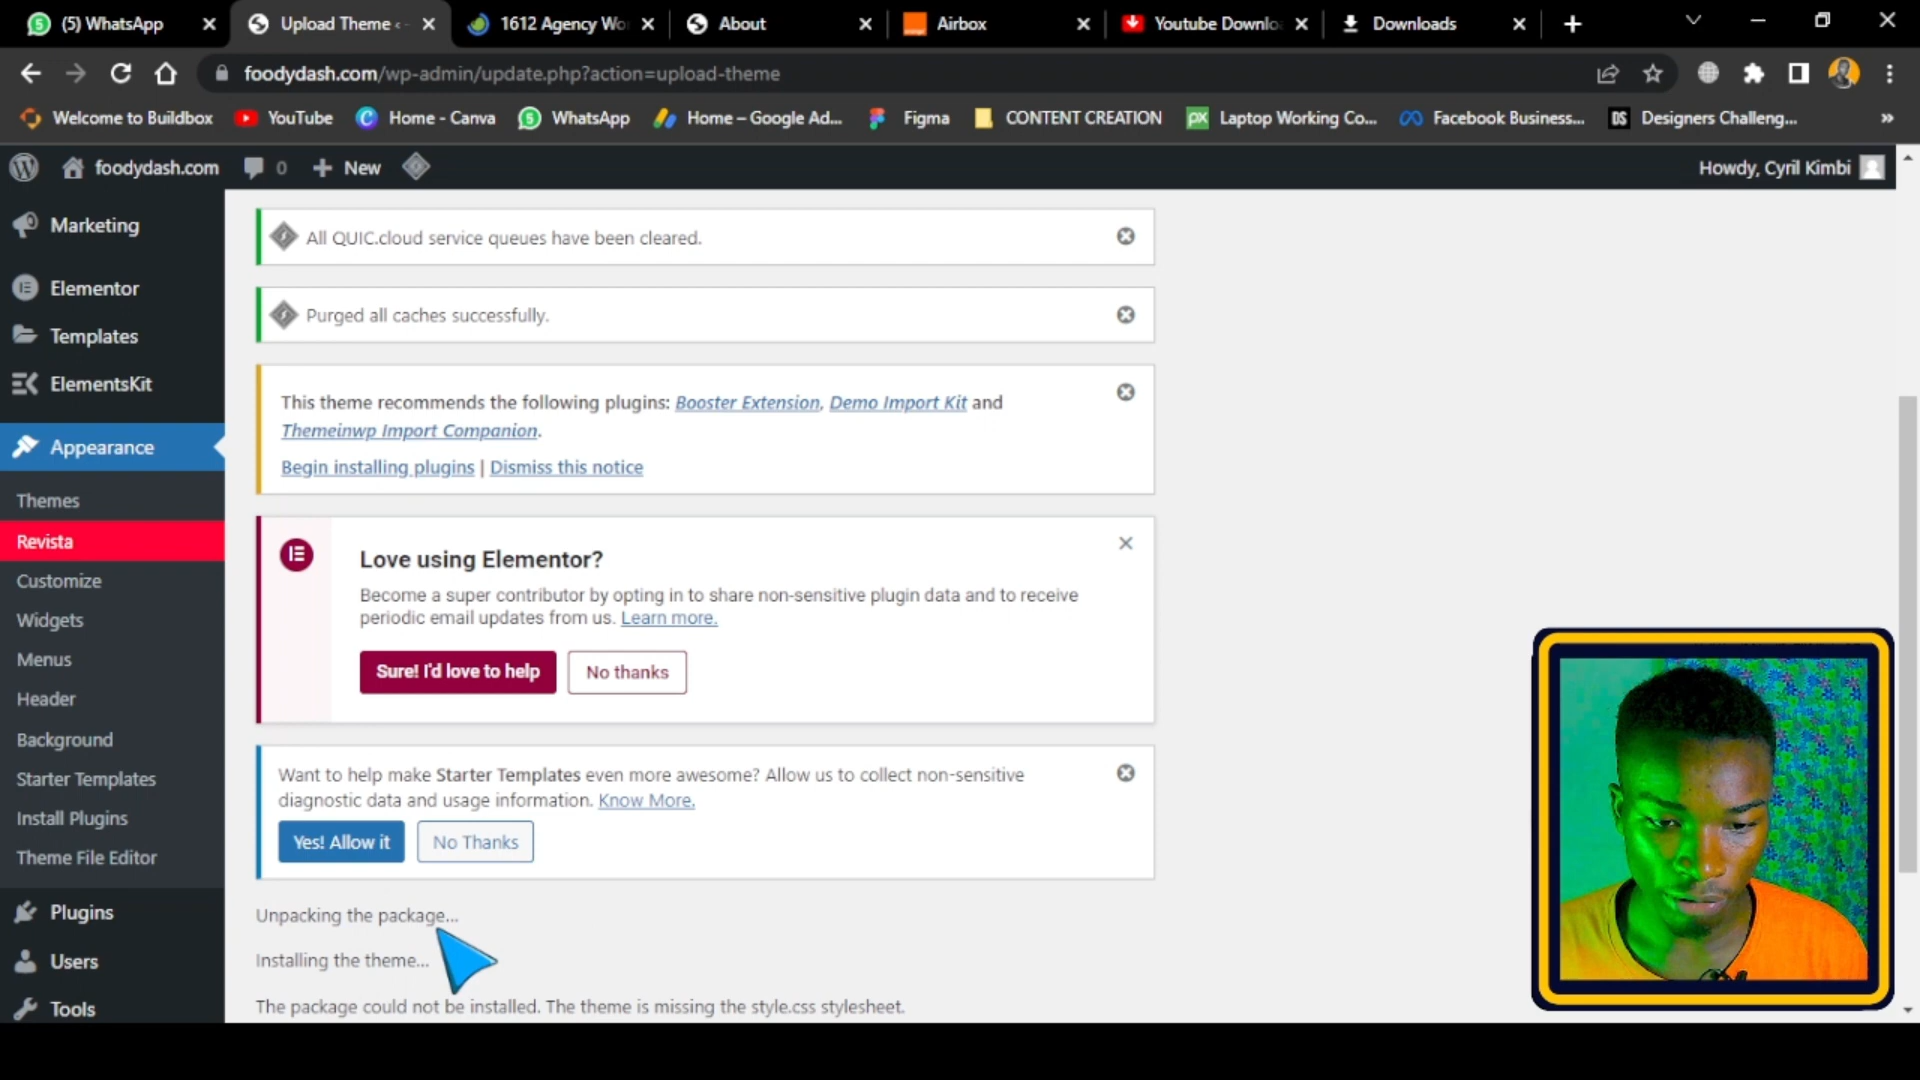 (5) WhatsApp
Upload Theme ‹
1612 Agency Wo
About
Airbox
Youtube Downlo
Downloads
foodydash.com/wp-admin/update.php?action=upload-theme
Welcome to Buildbox
YouTube
Home - Canva
WhatsApp
Home – Google Ad...
Figma
CONTENT CREATION
px
Laptop Working Co...
Facebook Business...
DS
Designers Challeng...
»
foodydash.com
0
New
Howdy, Cyril Kimbi
Marketing
Elementor
Templates
ElementsKit
Appearance
Themes
Revista
Customize
Widgets
Menus
Header
Background
Starter Templates
Install Plugins
Theme File Editor
Plugins
Users
Tools
All QUIC.cloud service queues have been cleared.
Purged all caches successfully.
This theme recommends the following plugins: Booster Extension, Demo Import Kit and
Themeinwp Import Companion.
Begin installing plugins | Dismiss this notice
Love using Elementor?
Become a super contributor by opting in to share non-sensitive plugin data and to receive
periodic email updates from us. Learn more.
Sure! I'd love to help
No thanks
Want to help make Starter Templates even more awesome? Allow us to collect non-sensitive
diagnostic data and usage information. Know More.
Yes! Allow it
No Thanks
Unpacking the package...
Installing the theme...
The package could not be installed. The theme is missing the style.css stylesheet.